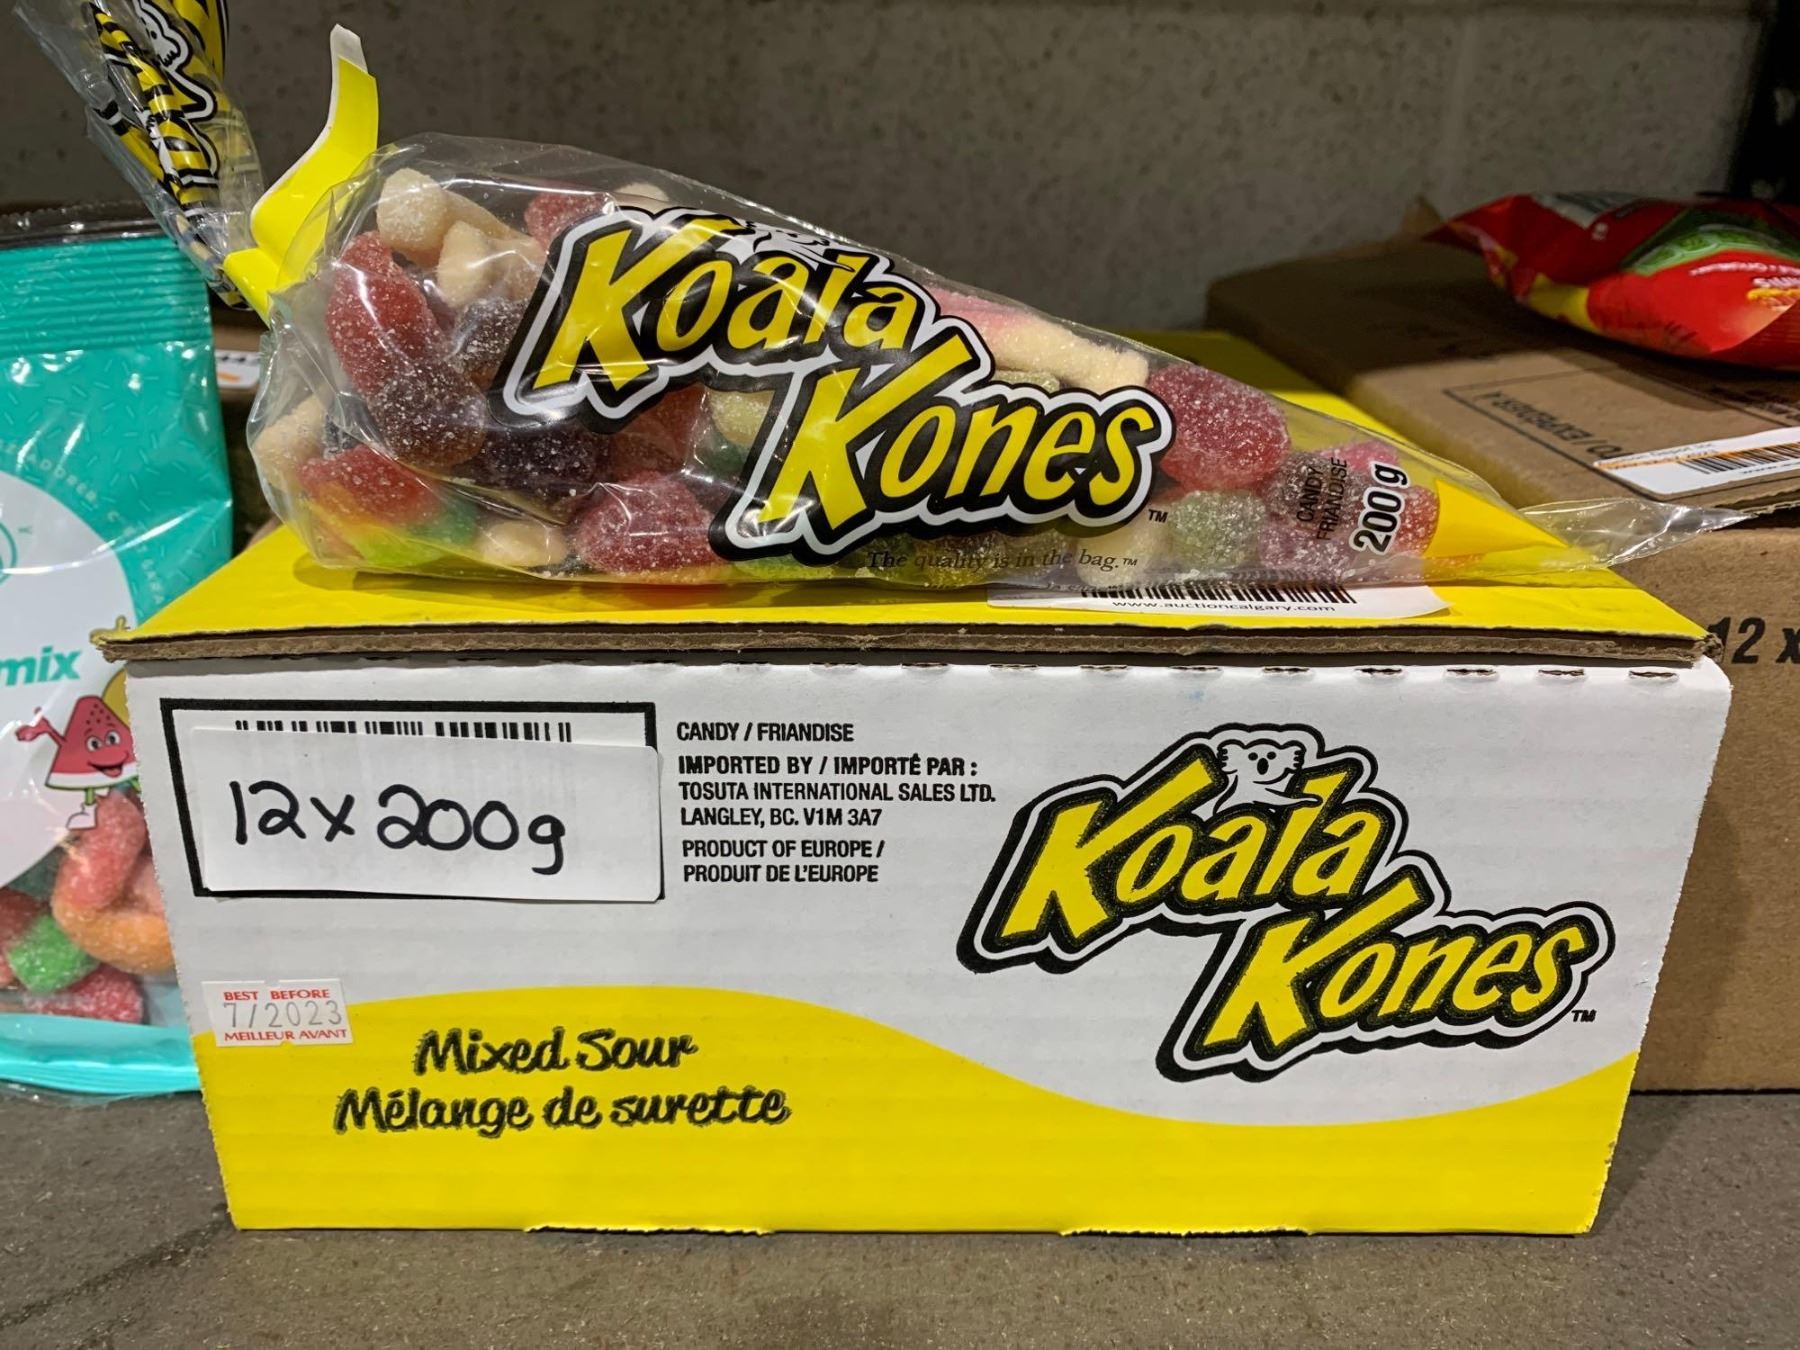 Koala
Kones
TM
The quality is in the bag.™
CANDY
FRIANDISE
200 g
www.auctioncalgary.com
mix
12 x
12 x 200g
CANDY / FRIANDISE
IMPORTED BY / IMPORTÉ PAR :
TOSUTA INTERNATIONAL SALES LTD.
LANGLEY, BC. V1M 3A7
PRODUCT OF EUROPE /
PRODUIT DE L'EUROPE
Koala
Kones
TM
BEST BEFORE
7/2023
MEILLEUR AVANT
Mixed Sour
Mélange de surette